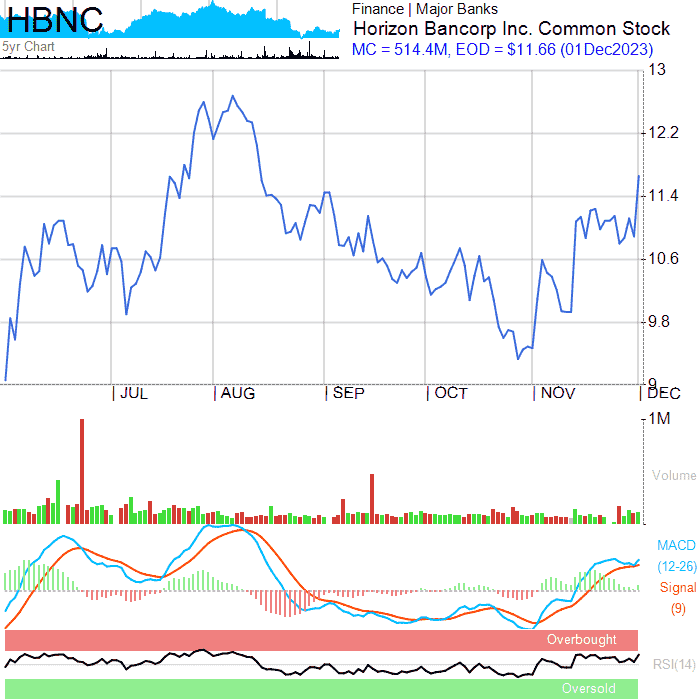 HBNC
5yr Chart
Finance | Major Banks
Horizon Bancorp Inc. Common Stock
MC = 514.4M, EOD = $11.66 (01Dec2023)
13
12.2
11.4
10.6
9.8
9
JUL
AUG
SEP
OCT
NOV
DEC
1M
Volume
MACD
(12-26)
Signal
(9)
Overbought
RSI(14)
Oversold